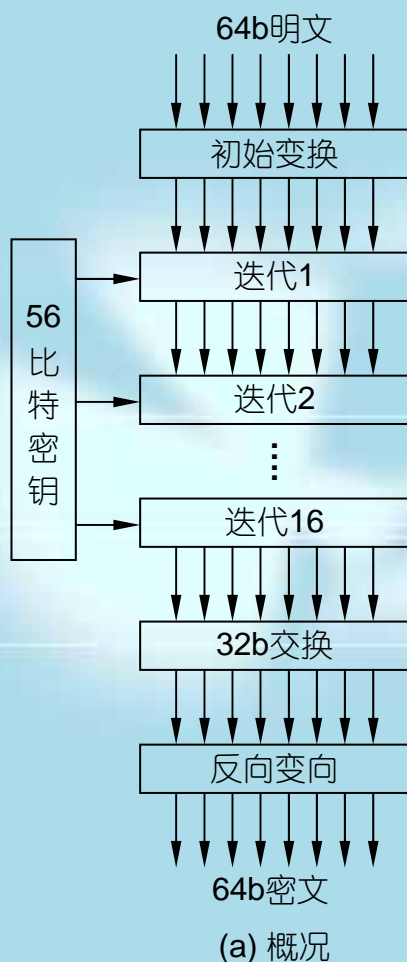 64b明文
初始变换
迭代1
56
比
特
密
钥
迭代2
迭代16
32b交换
反向变向
64b密文
(a) 概况